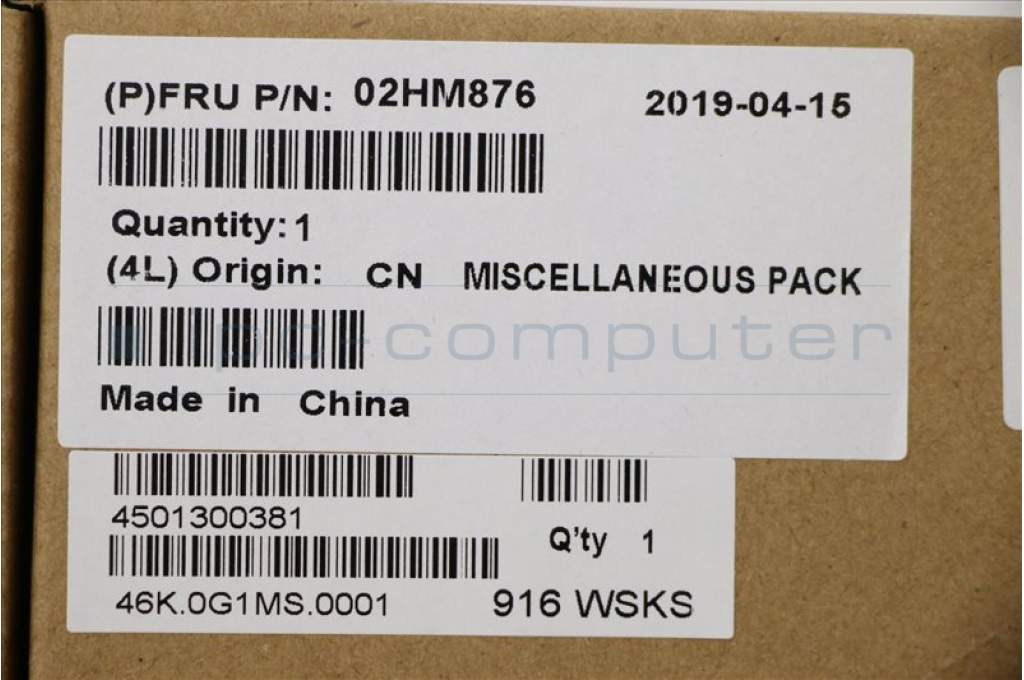 (P)FRU P/N: 02HM876 2019-04-15
Quantity: 1
(4L) Origin: CN MISCELLANEOUS PACK
ipc-computer
Made in China
4501300381
Q'ty 1
46K.0G1MS.0001 916 WSKS